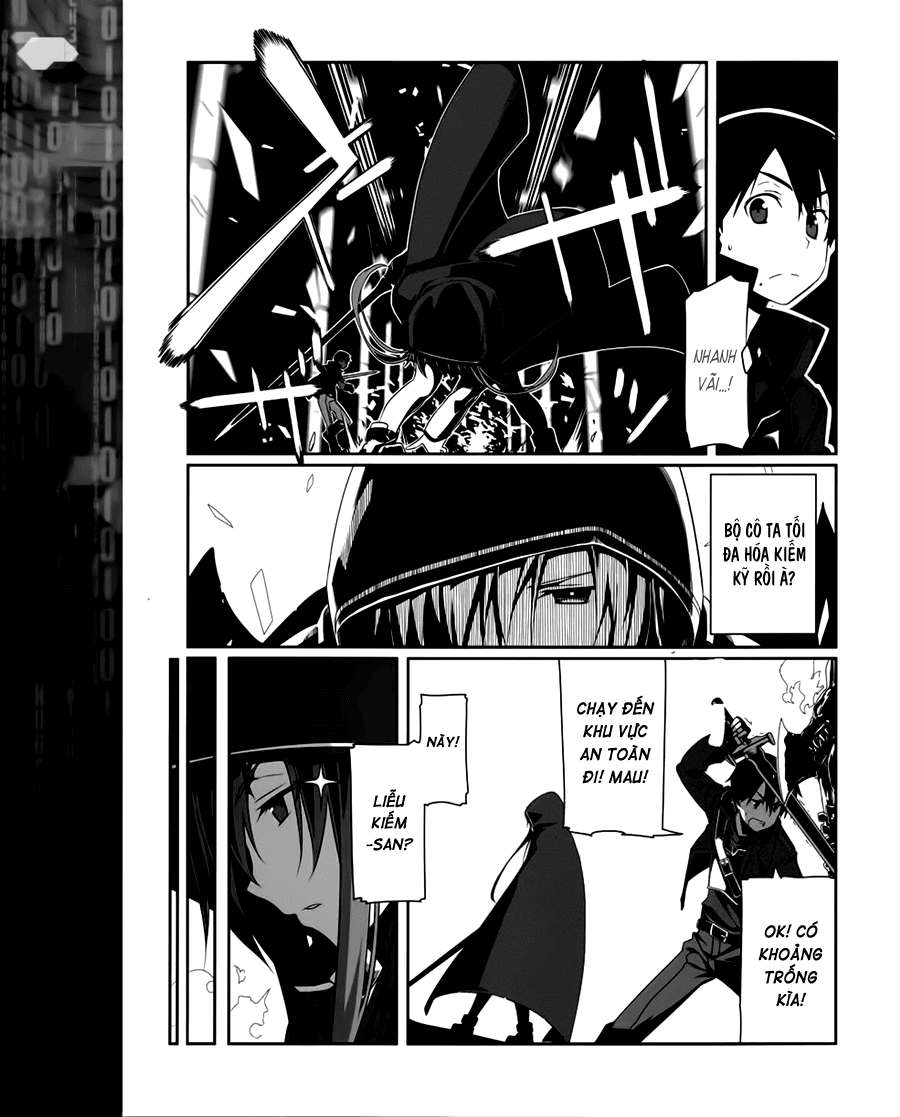 NHANH
VÃI...!
BỘ CÔ TA TỐI
ĐA HÓA KIẾM
KỸ RỒI À?
CHẠY ĐẾN
KHU VỰC
AN TOÀN
ĐI! MAU!
OK! CÓ
KHOẢNG
TRỐNG
KÌA!
NÀY!
LIỄU
KIẾM
-SAN?